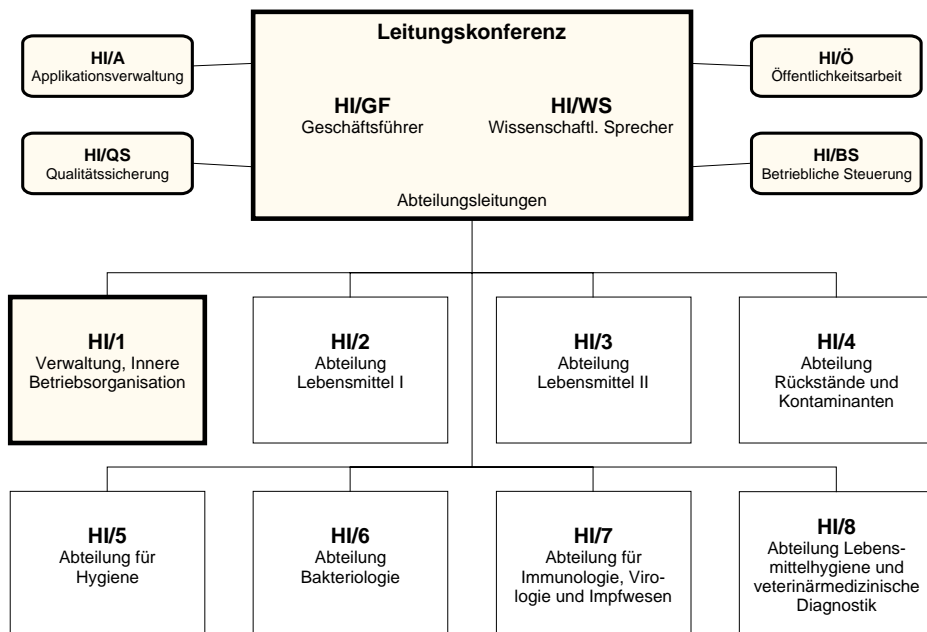 Leitungskonferenz
HI/A
Applikationsverwaltung
HI/Ö
Öffentlichkeitsarbeit
HI/GF
Geschäftsführer
HI/WS
Wissenschaftl. Sprecher
HI/QS
Qualitätssicherung
HI/BS
Betriebliche Steuerung
Abteilungsleitungen
HI/1
Verwaltung, Innere
Betriebsorganisation
HI/2
Abteilung
Lebensmittel I
HI/3
Abteilung
Lebensmittel II
HI/4
Abteilung
Rückstände und
Kontaminanten
HI/5
Abteilung für
Hygiene
HI/6
Abteilung
Bakteriologie
HI/7
Abteilung für
Immunologie, Viro-
logie und Impfwesen
HI/8
Abteilung Lebens-
mittelhygiene und
veterinärmedizinische
Diagnostik